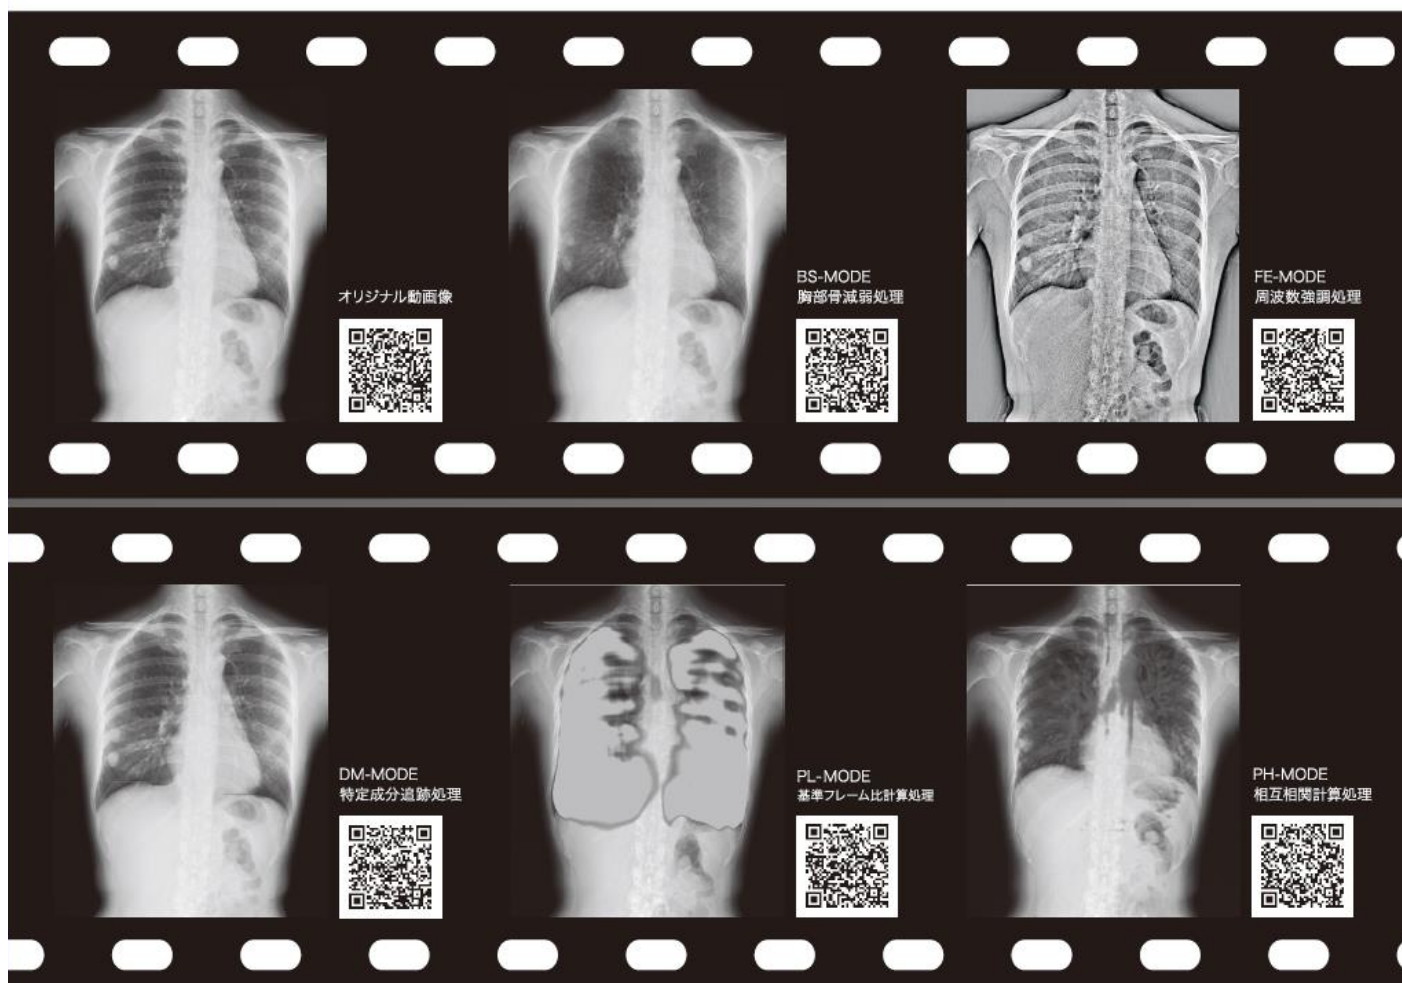 オリジナル動画像
BS-MODE
胸部骨減弱処理
FE-MODE
周波数強調処理
DM-MODE
特定成分追跡処理
PL-MODE
基準フレーム比計算処理
PH-MODE
相互相関計算処理